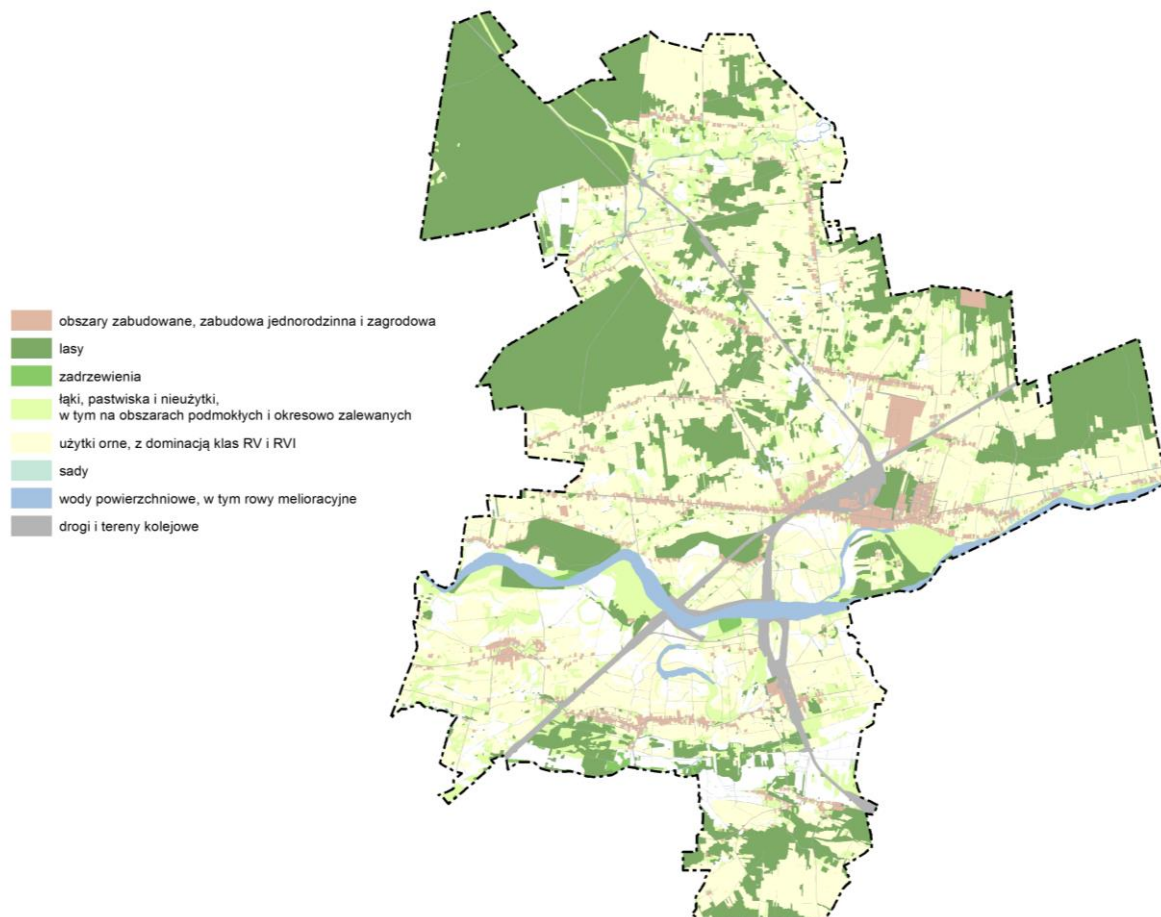 obszary zabudowane, zabudowa jednorodzinna i zagrodowa
lasy
zadrzewienia
łąki, pastwiska i nieużytki,
w tym na obszarach podmokłych i okresowo zalewanych
użytki orne, z dominacją klas RV i RVI
sady
wody powierzchniowe, w tym rowy melioracyjne
drogi i tereny kolejowe